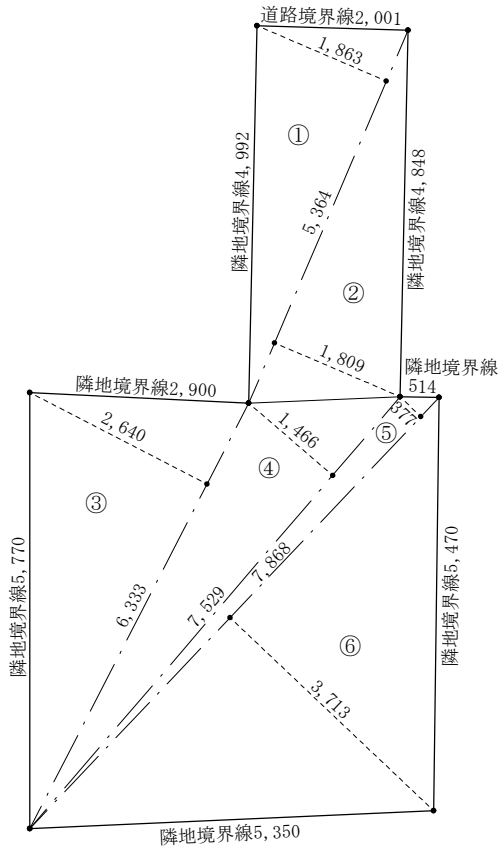 道路境界線2,001
1,863
①
隣地境界線4,992
5,364
隣地境界線4,848
②
1,809
隣地境界線
514
隣地境界線2,900
377
2,640
1,466
⑤
④
③
隣地境界線5,770
6,333
7,529
7,868
隣地境界線5,470
⑥
3,713
隣地境界線5,350